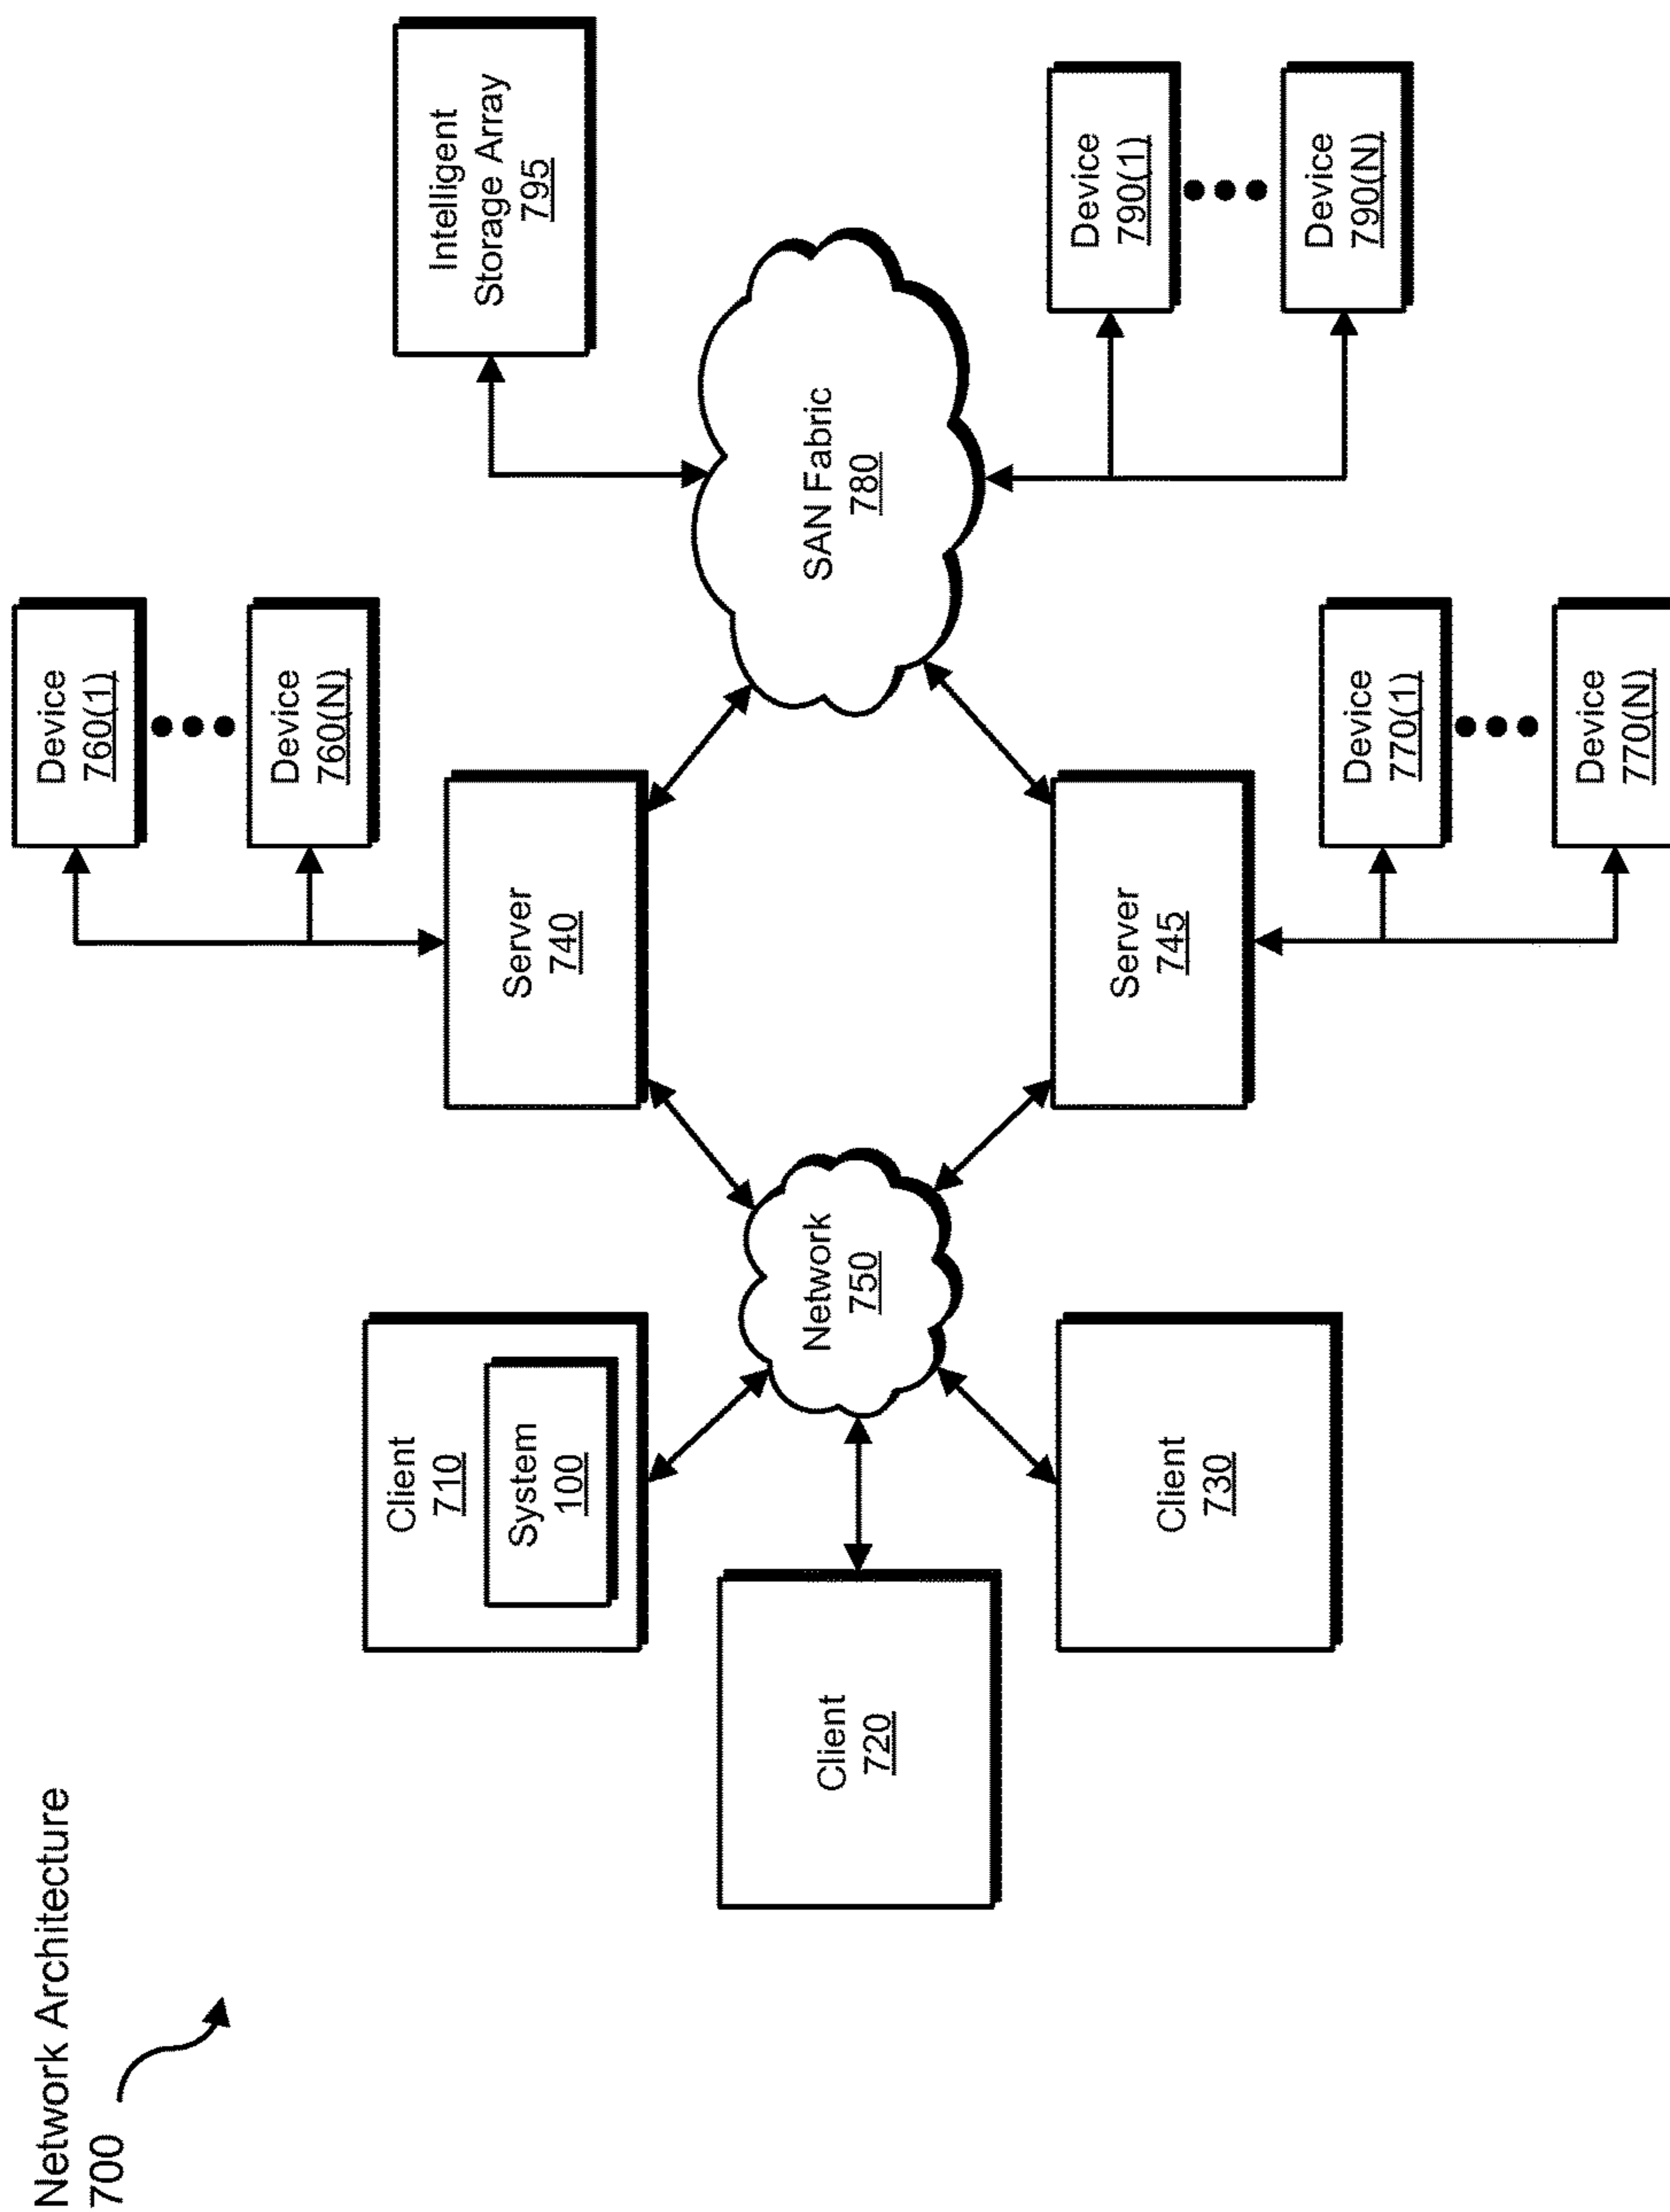 Network Architecture
700
Client
710
System
100
Client
720
Client
730
Network
750
Server
740
Server
745
Device
760(1)
Device
760(N)
Device
770(1)
Device
770(N)
SAN Fabric
780
Intelligent
Storage Array
795
Device
790(1)
Device
790(N)